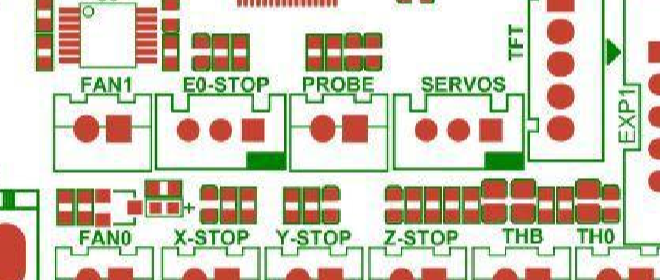 TFT
FAN1 E0-STOP PROBE SERVOS
EXP1
FAN0 X-STOP Y-STOP Z-STOP THB TH0